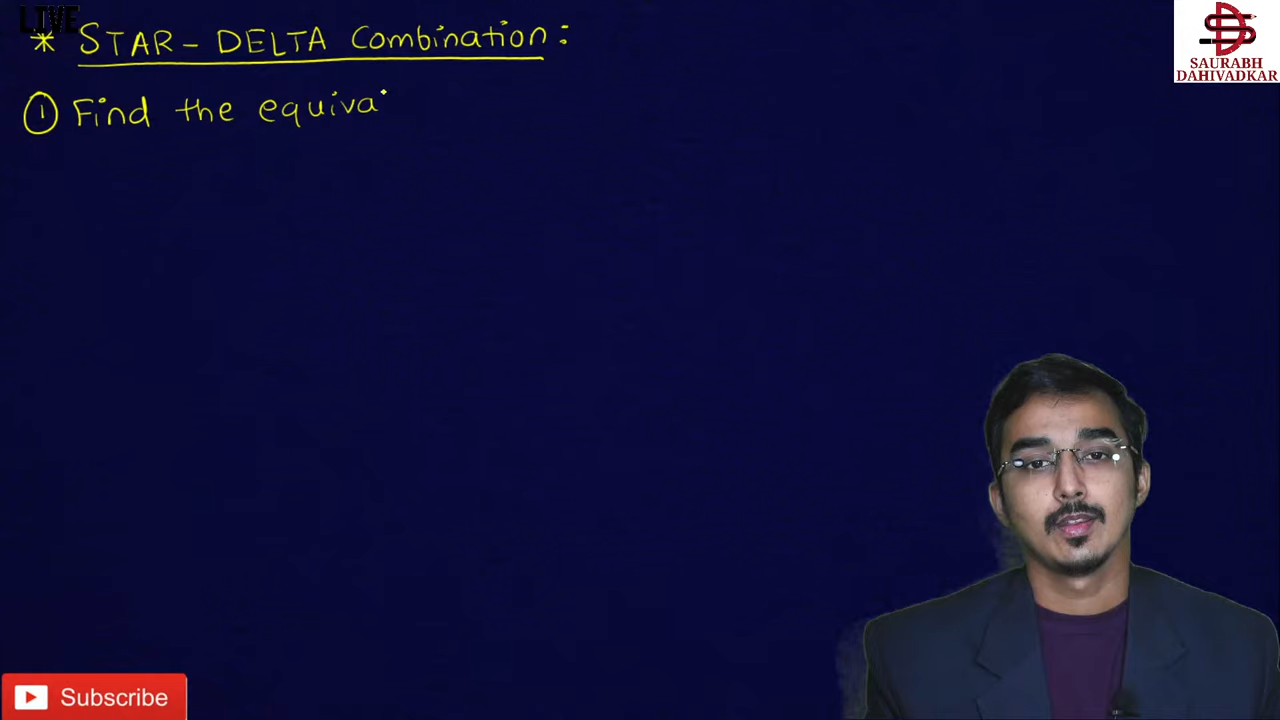 LIVE
* STAR-DELTA Combination:
① Find the equiva
SAURABH
DAHIVADKAR
Subscribe